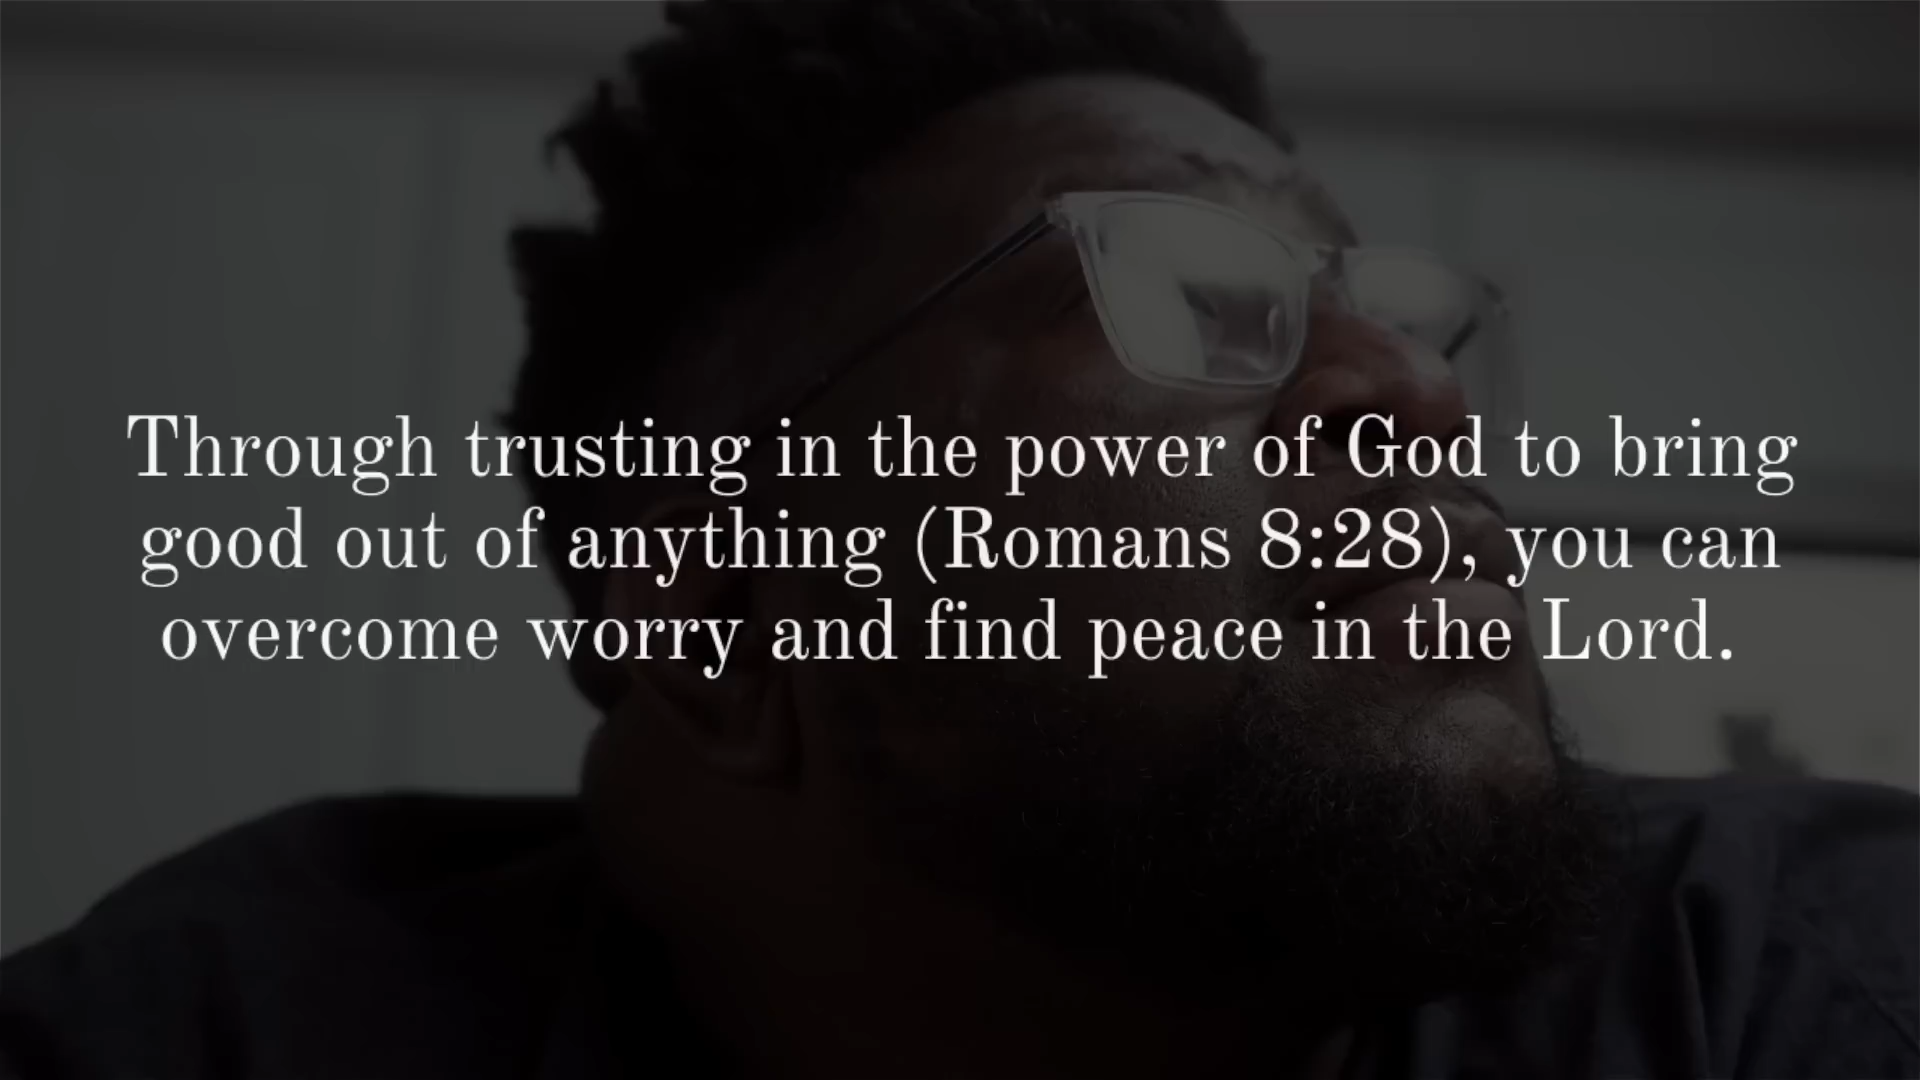 Through trusting in the power of God to bring
good out of anything (Romans 8:28), you can
overcome worry and find peace in the Lord.